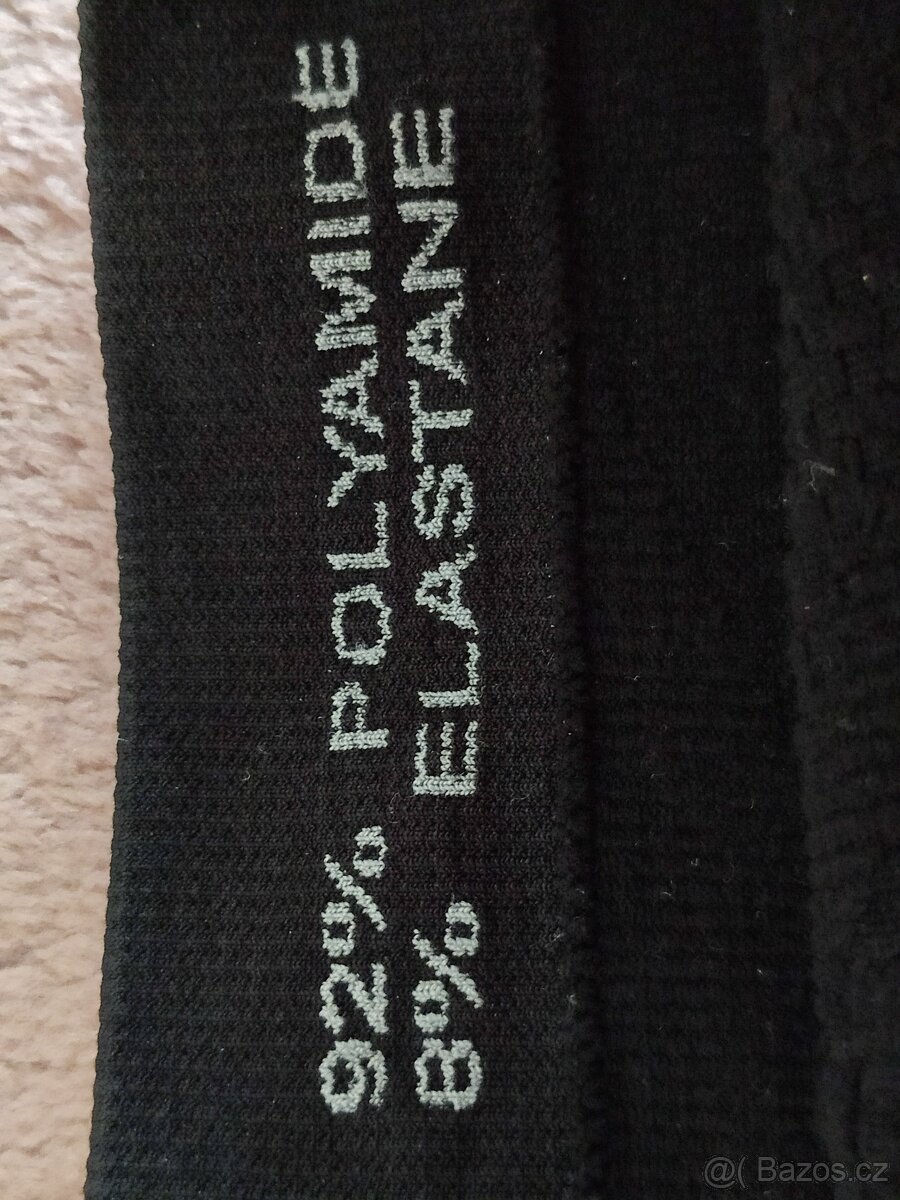 92% POLYAMIDE
8% ELASTANE
@( Bazos.cz